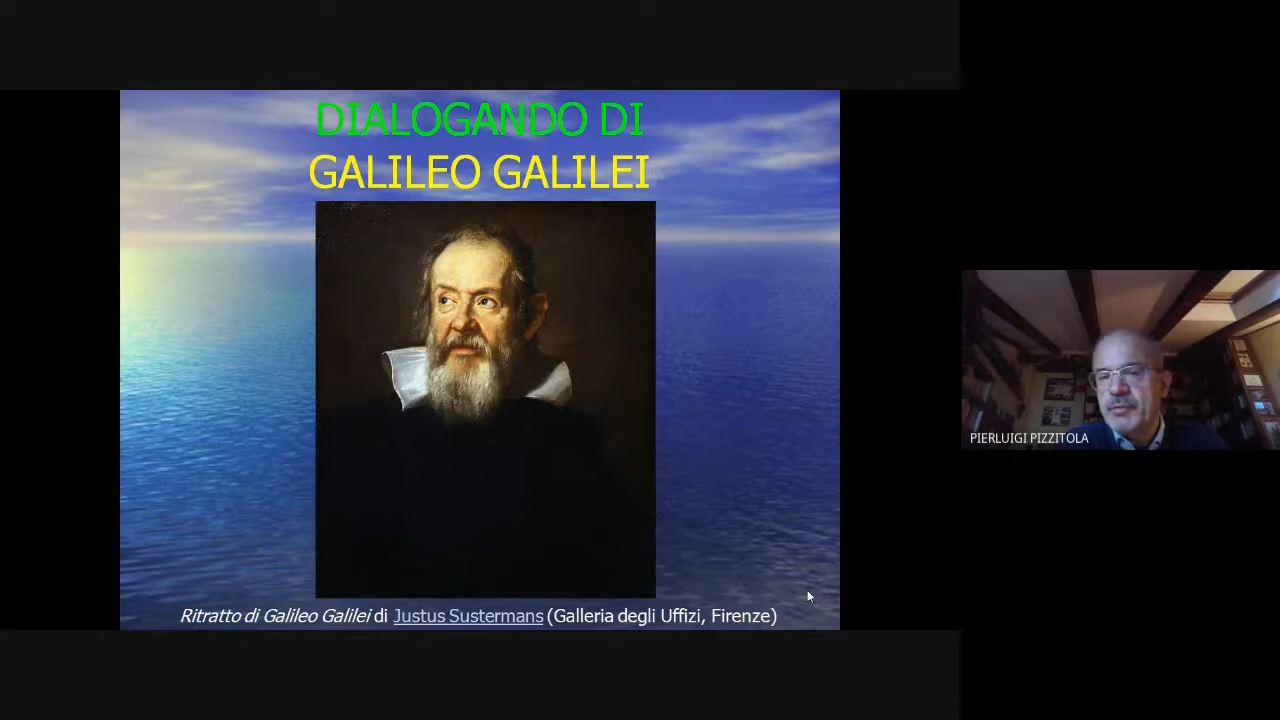 DIALOGANDO DI
GALILEO GALILEI
Ritratto di Galileo Galilei di Justus Sustermans (Galleria degli Uffizi, Firenze)
PIERLUIGI PIZZITOLA